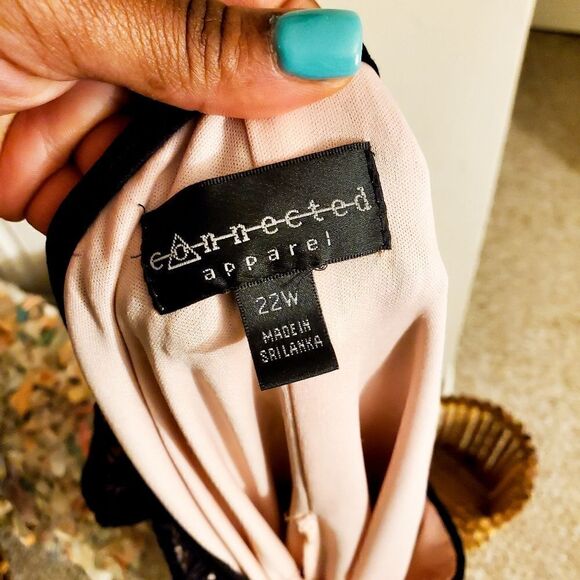 connected
apparel
22W
MADE IN
SRI LANKA